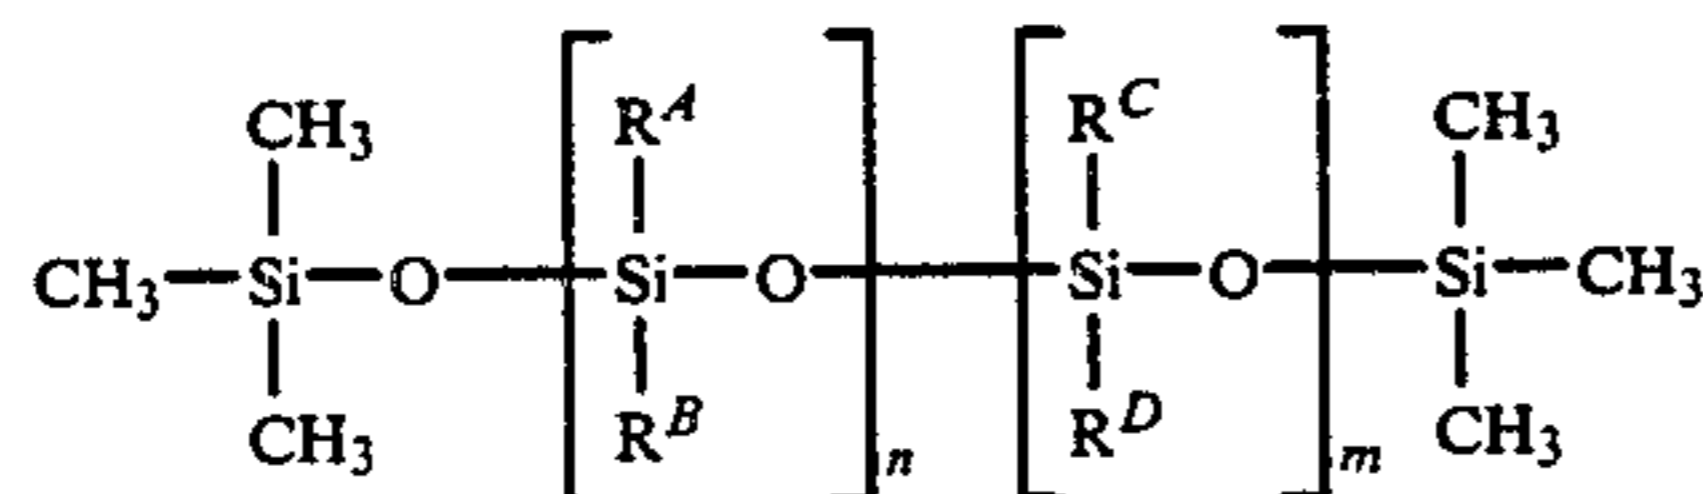 CH3 R^A R^C CH3
CH3—Si—O—[Si—O]n—[Si—O]m—Si—CH3
CH3 R^B R^D CH3